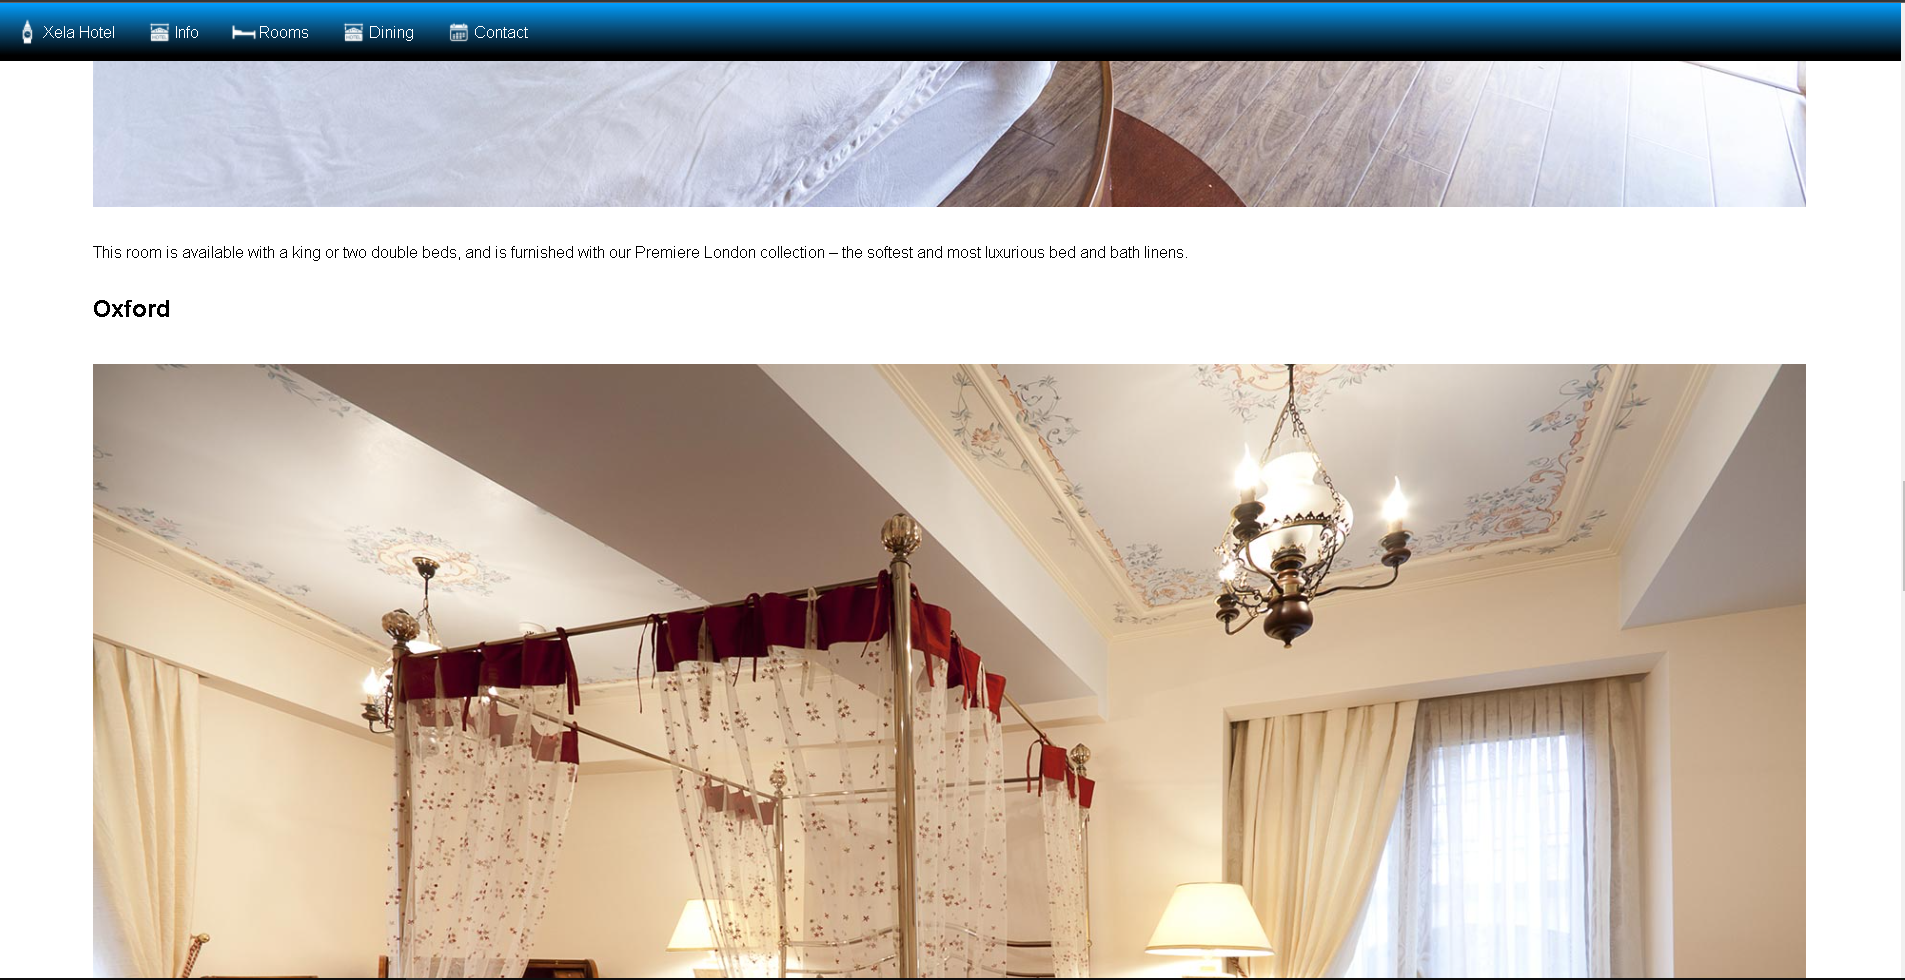 Xela Hotel Info Rooms Dining Contact
This room is available with a king or two double beds, and is furnished with our Premiere London collection – the softest and most luxurious bed and bath linens.
Oxford